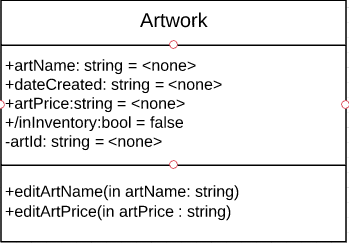 Artwork
+artName: string = <none>
+dateCreated: string = <none>
+artPrice:string = <none>
+/inInventory:bool = false
-artId: string = <none>
+editArtName(in artName: string)
+editArtPrice(in artPrice : string)